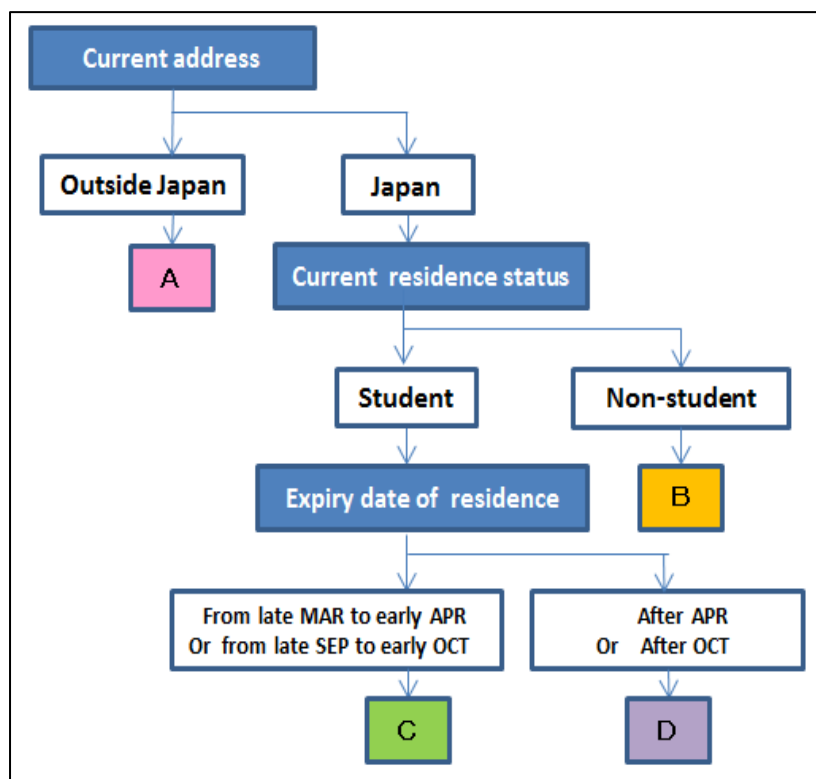 Current address
Outside Japan
Japan
A
Current residence status
Student
Non-student
Expiry date of residence
B
From late MAR to early APR
Or from late SEP to early OCT
After APR
Or After OCT
C
D